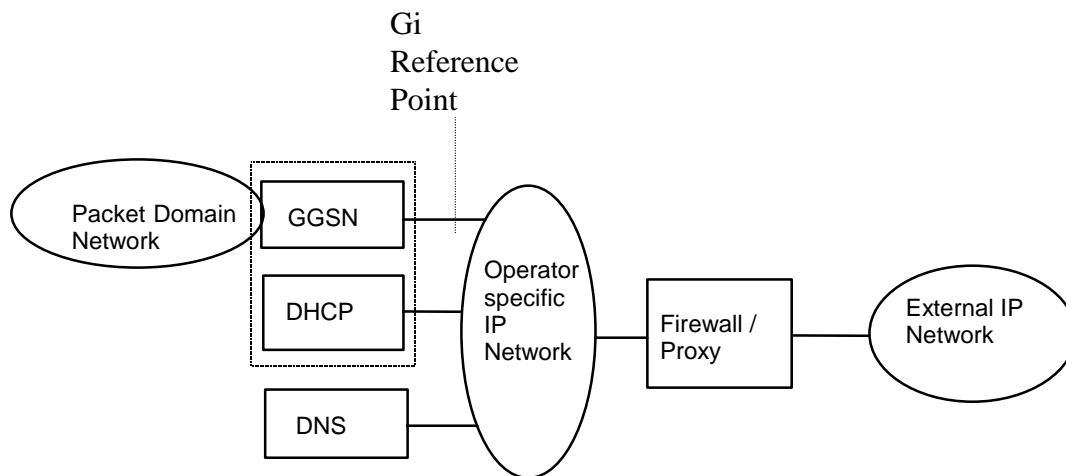 Gi
Reference
Point
Packet Domain
Network
GGSN
DHCP
DNS
Operator
specific
IP
Network
Firewall /
Proxy
External IP
Network